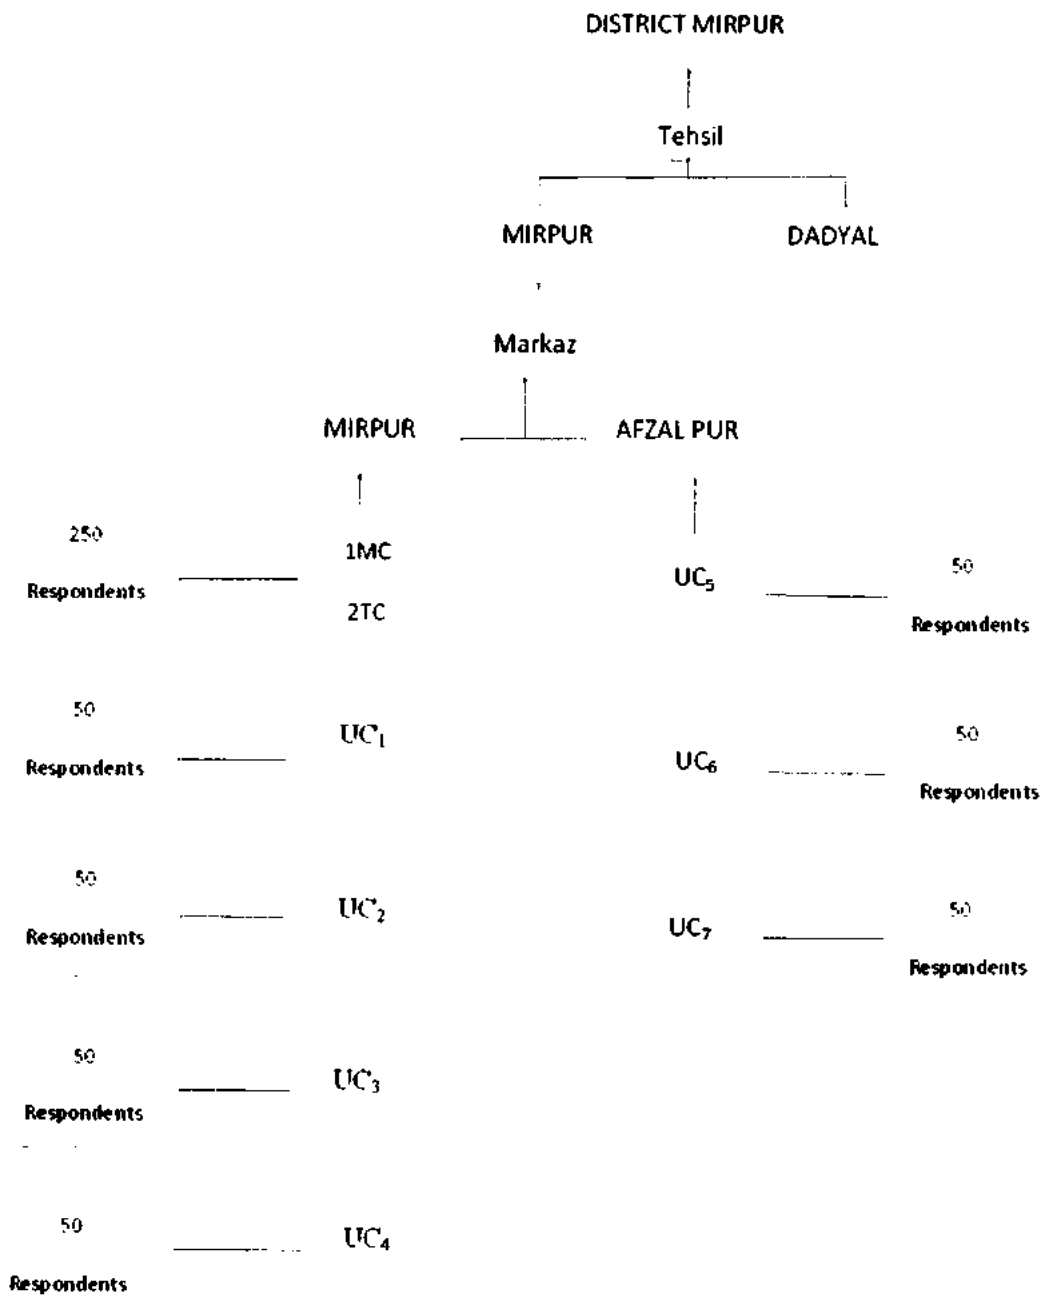 DISTRICT MIRPUR
Tehsil
MIRPUR DADYAL
Markaz
MIRPUR AFZAL PUR
250
Respondents
1MC
2TC
UC₅
50
Respondents
50
Respondents
UC₁
UC₆
50
Respondents
50
Respondents
UC₂
UC₇
50
Respondents
50
Respondents
UC₃
50
Respondents
UC₄